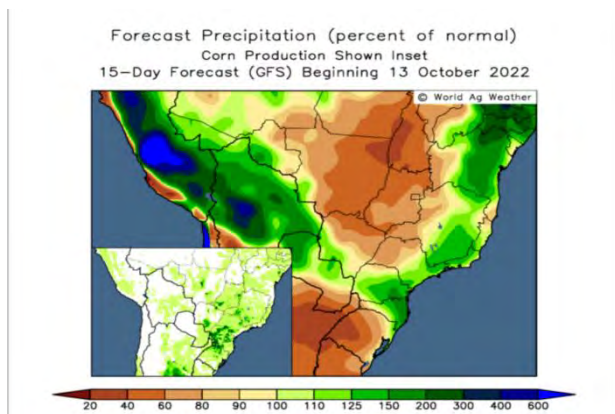 Forecast Precipitation (percent of normal)
Corn Production Shown Inset
15-Day Forecast (GFS) Beginning 13 October 2022
© World Ag Weather
20 40 60 80 90 100 110 125 150 200 300 400 600